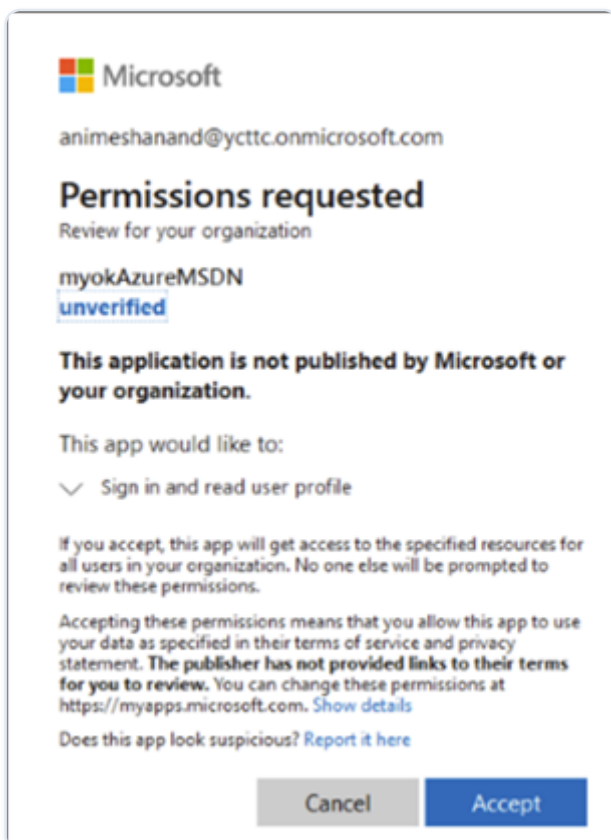 Microsoft
animeshanand@ycttc.onmicrosoft.com
Permissions requested
Review for your organization
myokAzureMSDN
unverified
This application is not published by Microsoft or
your organization.
This app would like to:
Sign in and read user profile
If you accept, this app will get access to the specified resources for
all users in your organization. No one else will be prompted to
review these permissions.
Accepting these permissions means that you allow this app to use
your data as specified in their terms of service and privacy
statement. The publisher has not provided links to their terms
for you to review. You can change these permissions at
https://myapps.microsoft.com. Show details
Does this app look suspicious? Report it here
Cancel Accept